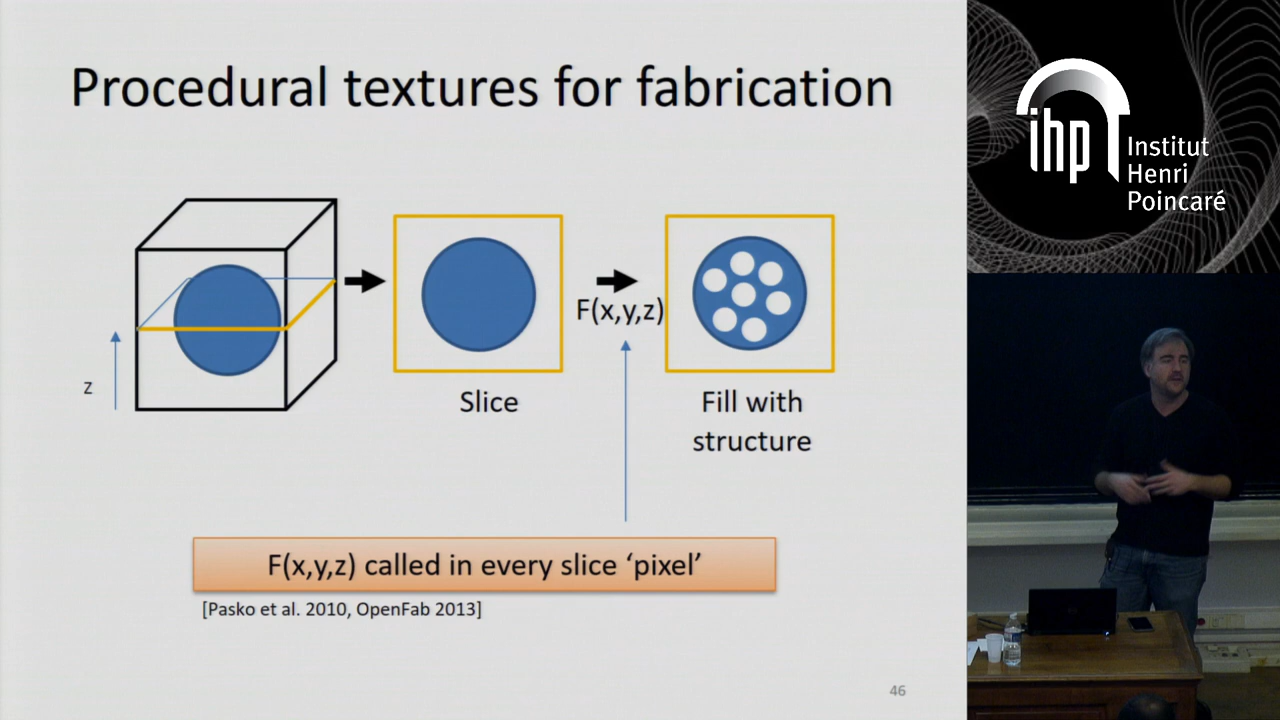 Procedural textures for fabrication
z
F(x,y,z)
Slice
Fill with
structure
F(x,y,z) called in every slice ‘pixel’
[Pasko et al. 2010, OpenFab 2013]
46
ihp
Institut
Henri
Poincaré